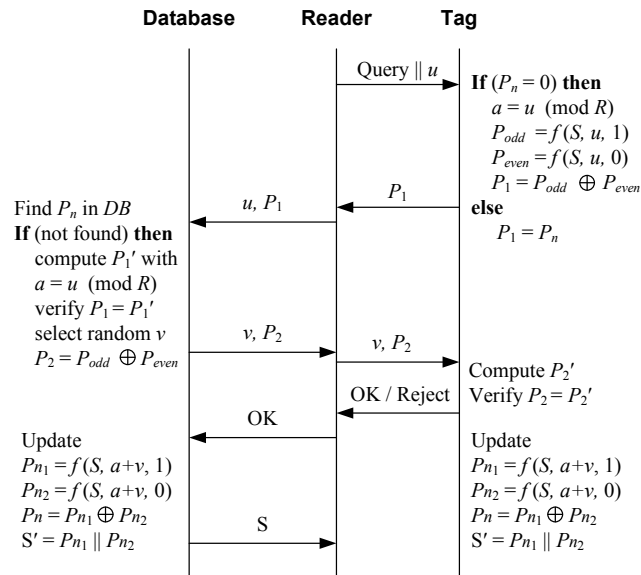 Database Reader Tag
Query || u
If (Pn = 0) then
a = u (mod R)
Podd = f(S, u, 1)
Peven = f(S, u, 0)
P1 = Podd ⊕ Peven
else
P1 = Pn
P1
u, P1
Find Pn in DB
If (not found) then
compute P1′ with
a = u (mod R)
verify P1 = P1′
select random v
P2 = Podd ⊕ Peven
v, P2
v, P2
Compute P2′
Verify P2 = P2′
OK / Reject
OK
Update
Pn1 = f(S, a+v, 1)
Pn2 = f(S, a+v, 0)
Pn = Pn1 ⊕ Pn2
S′ = Pn1 || Pn2
S
Update
Pn1 = f(S, a+v, 1)
Pn2 = f(S, a+v, 0)
Pn = Pn1 ⊕ Pn2
S′ = Pn1 || Pn2